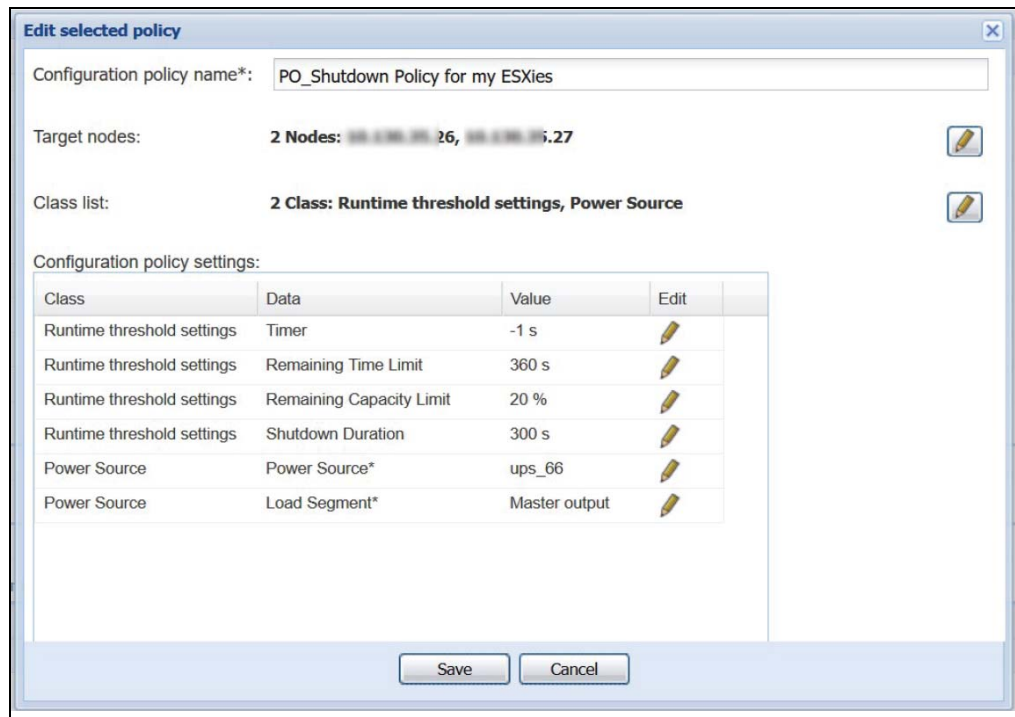 Edit selected policy
Configuration policy name*: PO_Shutdown Policy for my ESXies
Target nodes: 2 Nodes: 26, .27
Class list: 2 Class: Runtime threshold settings, Power Source
Configuration policy settings:
Class Data Value Edit
Runtime threshold settings Timer -1 s
Runtime threshold settings Remaining Time Limit 360 s
Runtime threshold settings Remaining Capacity Limit 20 %
Runtime threshold settings Shutdown Duration 300 s
Power Source Power Source* ups_66
Power Source Load Segment* Master output
Save Cancel